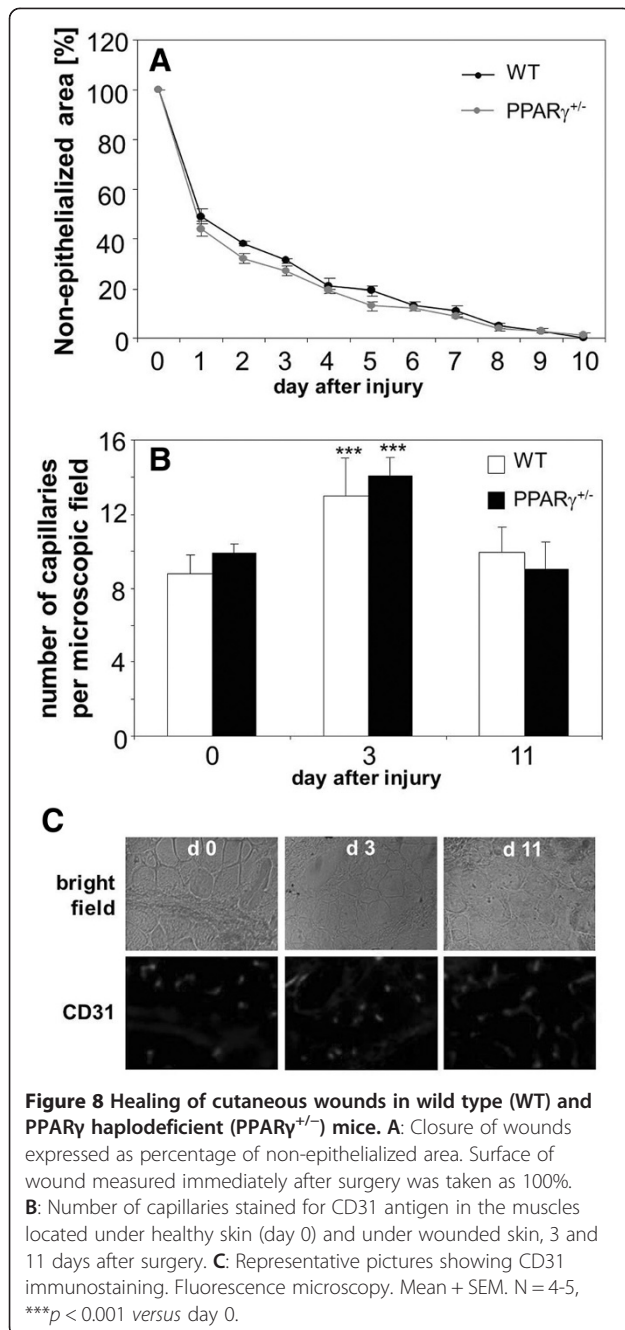 Non-epithelialized area [%]
120
100
80
60
40
20
0
A
WT
PPARγ+/-
0 1 2 3 4 5 6 7 8 9 10
day after injury
number of capillaries
per microscopic field
16
12
8
4
0
B
*** ***
WT
PPARγ+/-
0 3 11
day after injury
C
d 0 d 3 d 11
bright
field
CD31
Figure 8 Healing of cutaneous wounds in wild type (WT) and
PPARγ haplodeficient (PPARγ+/−) mice. A: Closure of wounds
expressed as percentage of non-epithelialized area. Surface of
wound measured immediately after surgery was taken as 100%.
B: Number of capillaries stained for CD31 antigen in the muscles
located under healthy skin (day 0) and under wounded skin, 3 and
11 days after surgery. C: Representative pictures showing CD31
immunostaining. Fluorescence microscopy. Mean + SEM. N = 4-5,
***p < 0.001 versus day 0.